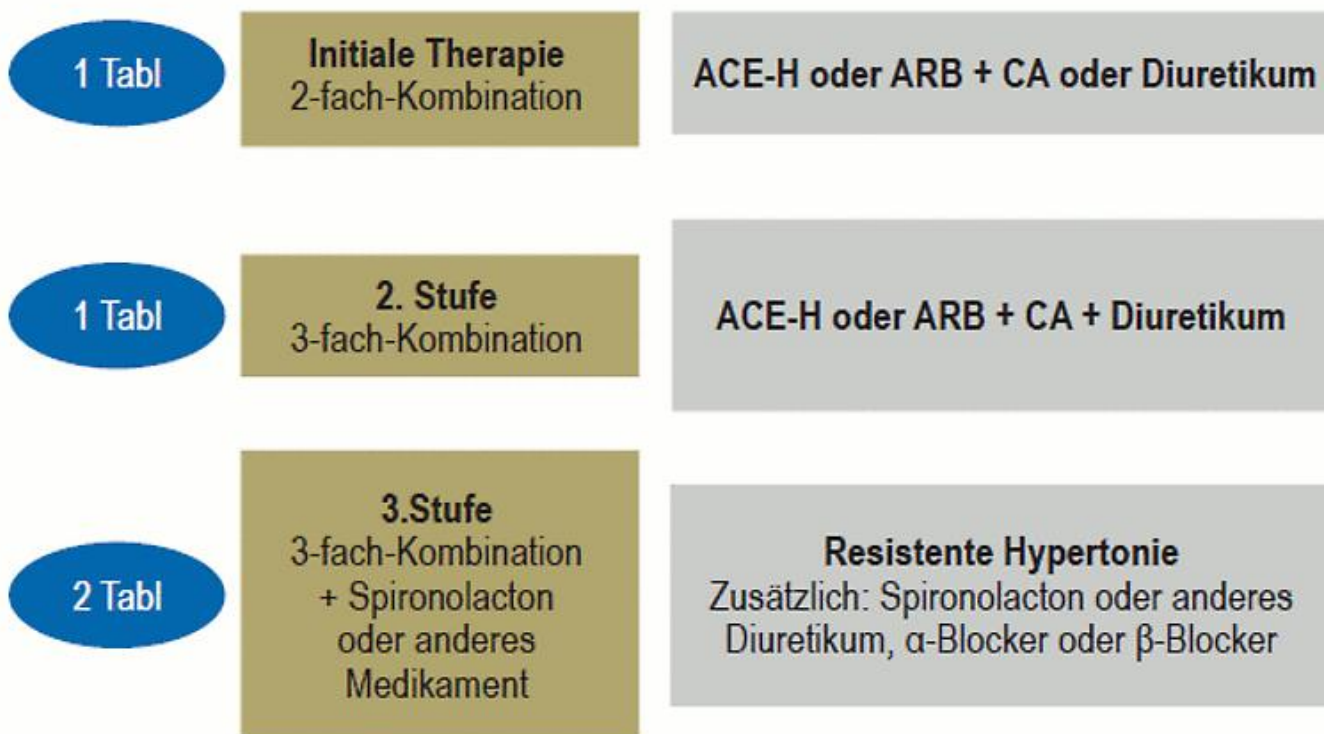 1 Tabl
Initiale Therapie
2-fach-Kombination
ACE-H oder ARB + CA oder Diuretikum
1 Tabl
2. Stufe
3-fach-Kombination
ACE-H oder ARB + CA + Diuretikum
2 Tabl
3.Stufe
3-fach-Kombination
+ Spironolacton
oder anderes
Medikament
Resistente Hypertonie
Zusätzlich: Spironolacton oder anderes
Diuretikum, α-Blocker oder β-Blocker